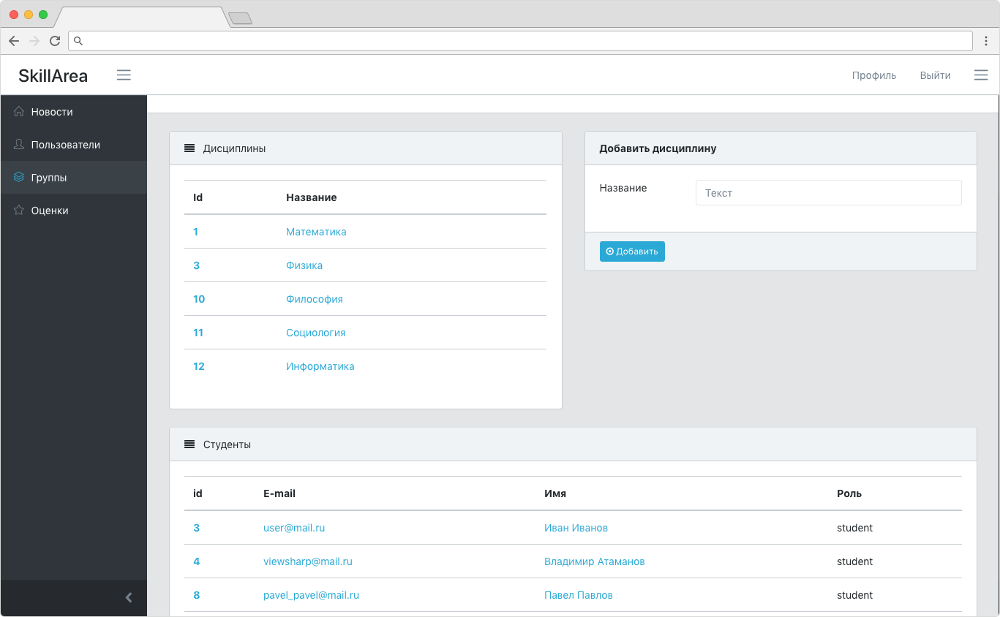 SkillArea
Профиль
Выйти
Новости
Пользователи
Группы
Оценки
Дисциплины
Id Название
1 Математика
3 Физика
10 Философия
11 Социология
12 Информатика
Добавить дисциплину
Название
Текст
Добавить
Студенты
id E-mail Имя Роль
3 user@mail.ru Иван Иванов student
4 viewsharp@mail.ru Владимир Атаманов student
8 pavel_pavel@mail.ru Павел Павлов student